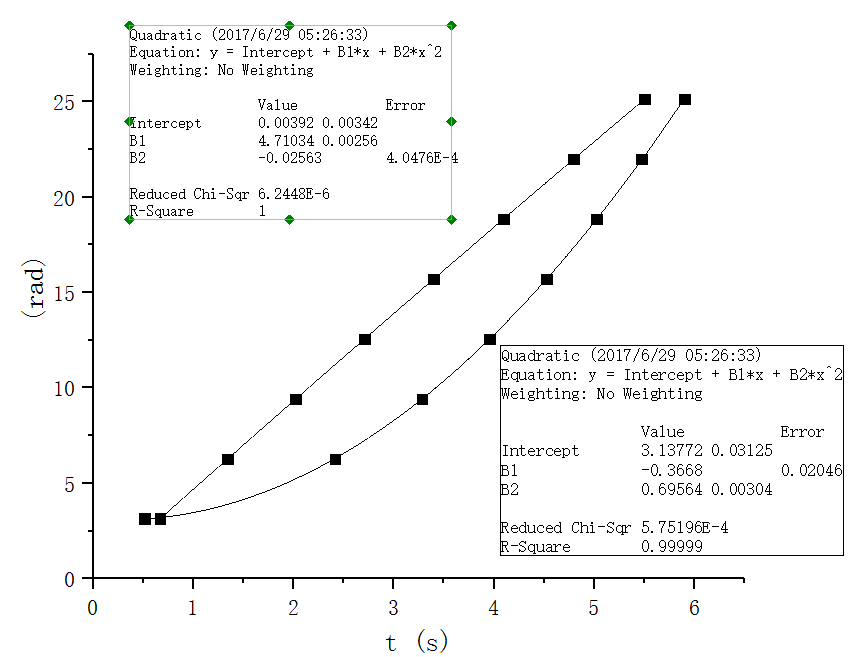 Quadratic (2017/6/29 05:26:33)
Equation: y = Intercept + B1*x + B2*x^2
Weighting: No Weighting
Value Error
Intercept 0.00392 0.00342
B1 4.71034 0.00256
B2 -0.02563 4.0476E-4
Reduced Chi-Sqr 6.2448E-6
R-Square 1
25
20
15
10
5
0
(rad)
Quadratic (2017/6/29 05:26:33)
Equation: y = Intercept + B1*x + B2*x^2
Weighting: No Weighting
Value Error
Intercept 3.13772 0.03125
B1 -0.3668 0.02046
B2 0.69564 0.00304
Reduced Chi-Sqr 5.75196E-4
R-Square 0.99999
0 1 2 3 4 5 6
t (s)